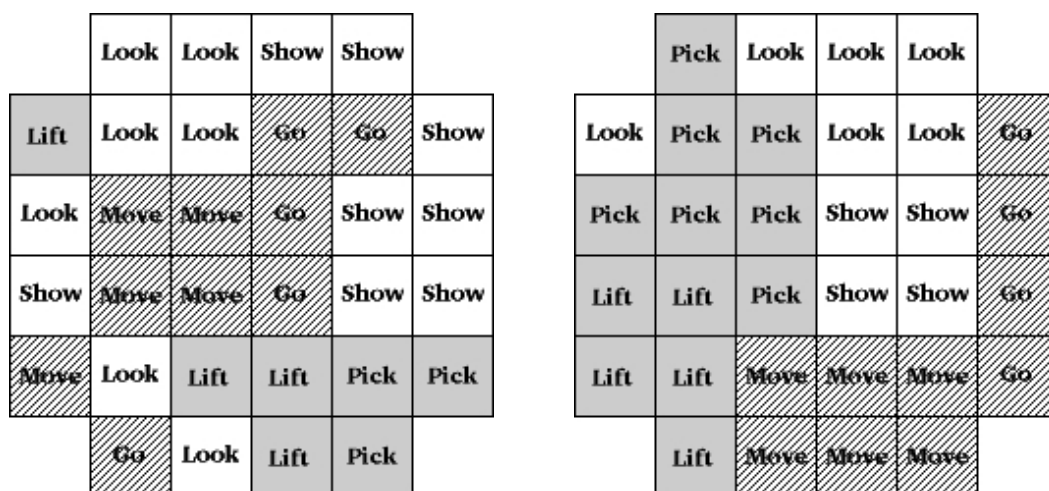 Look Look Show Show
Lift Look Look Go Go Show
Look Move Move Go Show Show
Show Move Move Go Show Show
Move Look Lift Lift Pick Pick
Go Look Lift Pick
Pick Look Look Look
Look Pick Pick Look Look Go
Pick Pick Pick Show Show Go
Lift Lift Pick Show Show Go
Lift Lift Move Move Move Go
Lift Move Move Move